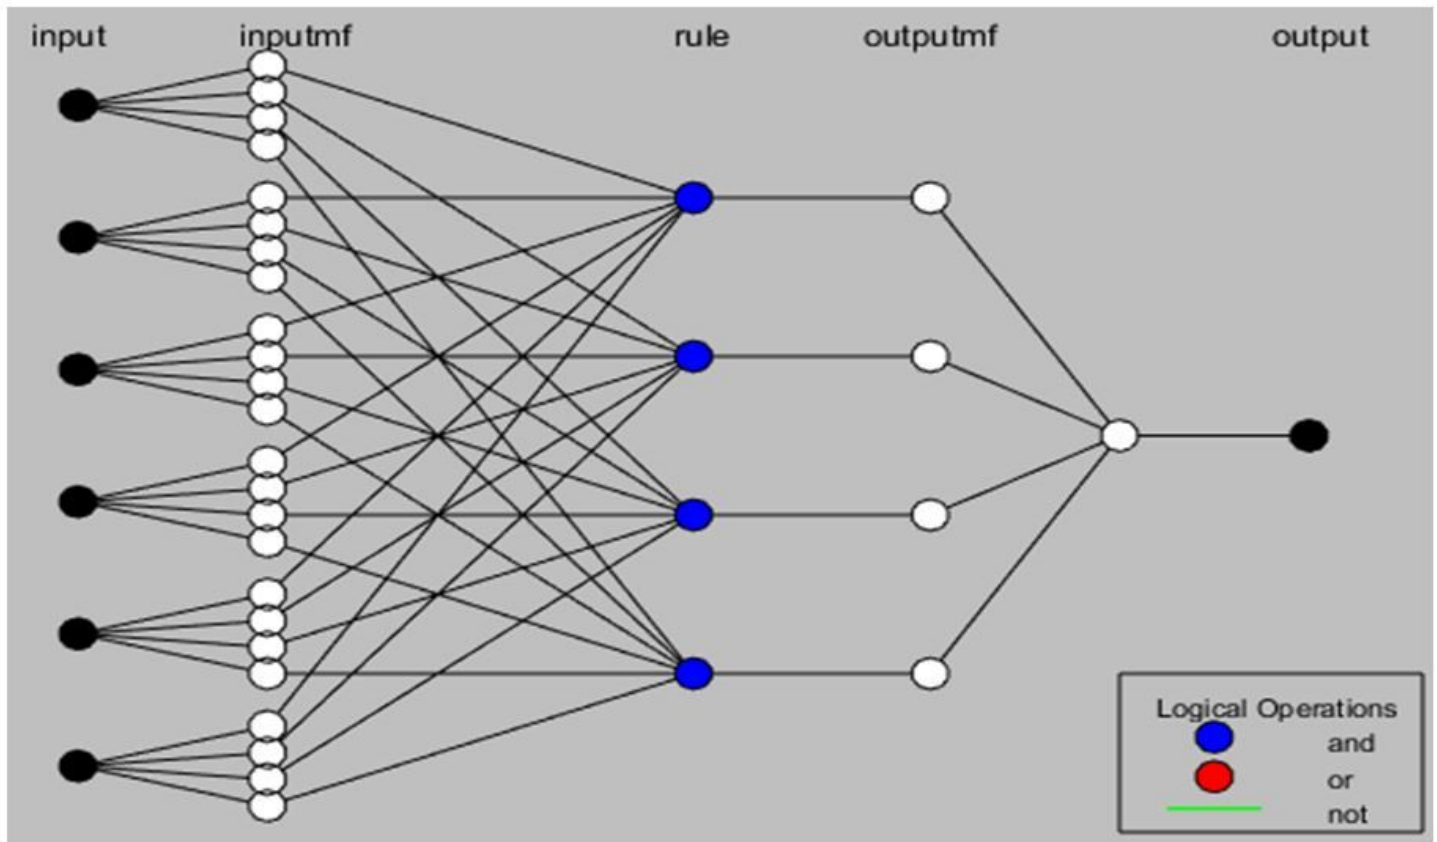 input inputmf rule outputmf output
Logical Operations
and
or
not